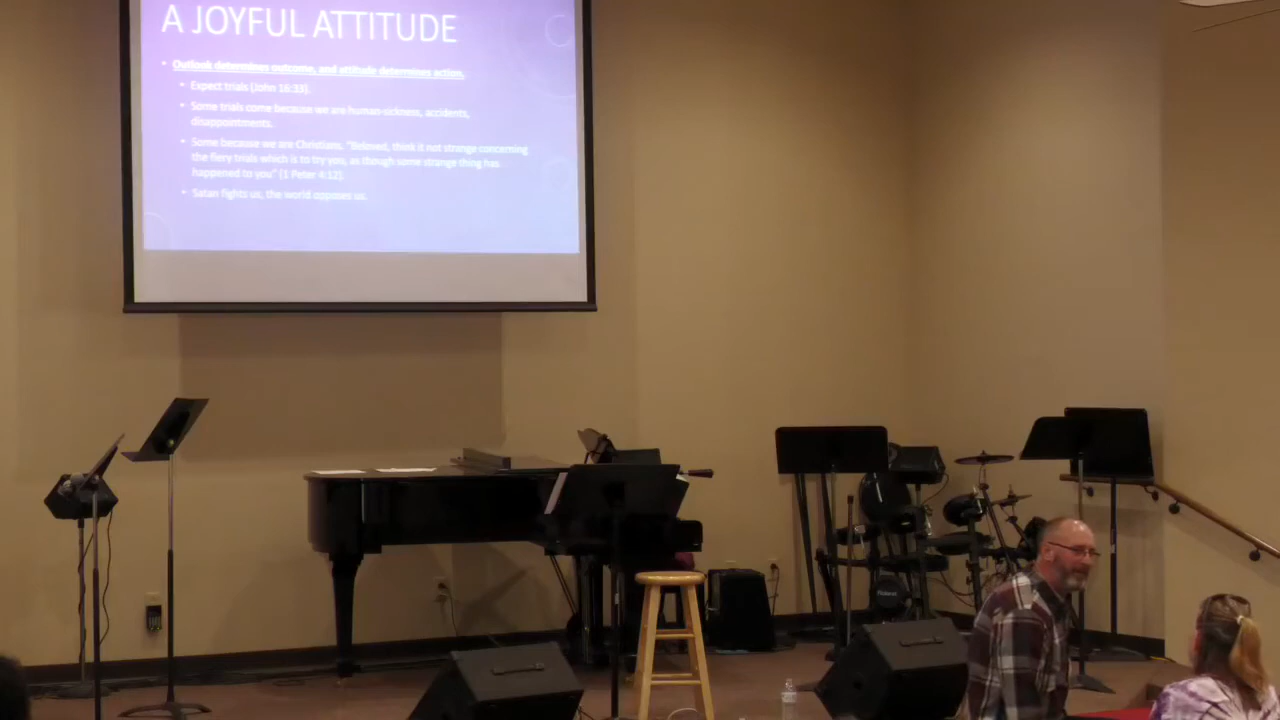 A JOYFUL ATTITUDE
• Outlook determines outcome, and attitude determines action.
• Expect trials (John 16:33).
• Some trials come because we are human-sickness, accidents,
disappointments.
• Some because we are Christians. "Beloved, think it not strange concerning
the fiery trials which is to try you, as though some strange thing has
happened to you" (1 Peter 4:12).
• Satan fights us, the world opposes us.
Roland